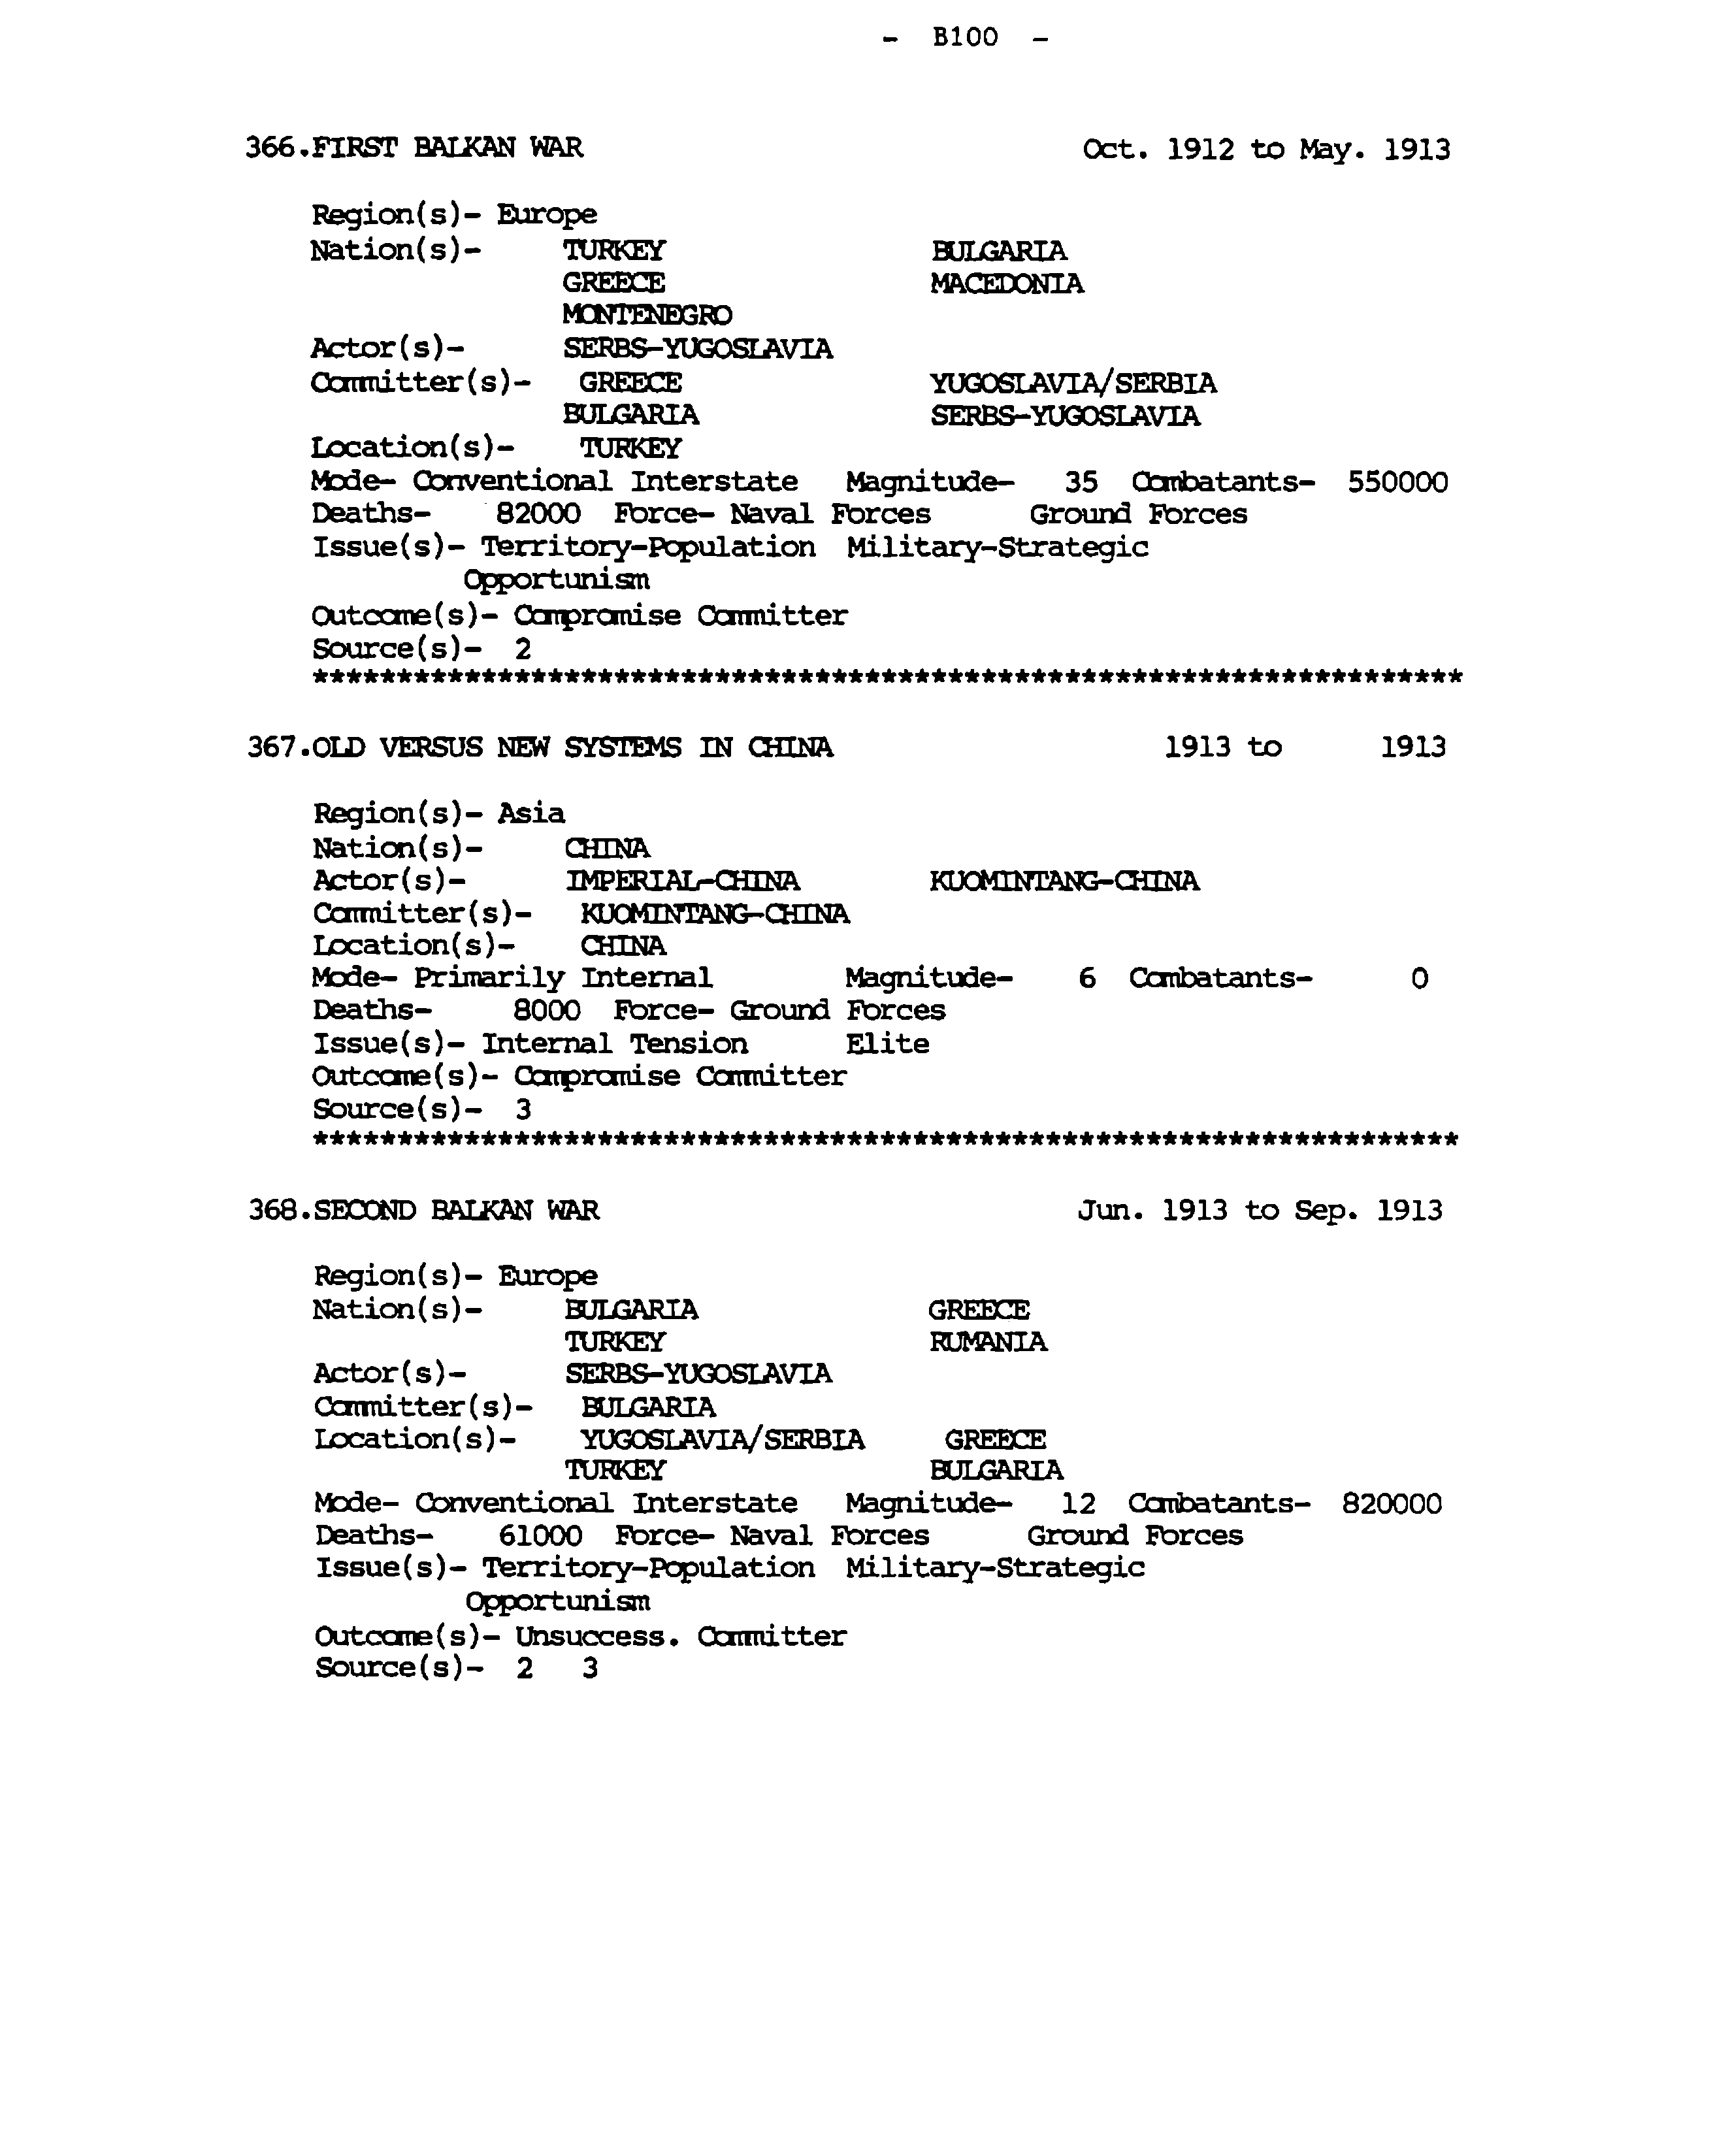 - B100 -
366.FIRST BALKAN WAR Oct. 1912 to May. 1913
Region(s)- Europe
Nation(s)- TURKEY BULGARIA
GREECE MACEDONIA
MONTENEGRO
Actor(s)- SERBS-YUGOSLAVIA
Committer(s)- GREECE YUGOSLAVIA/SERBIA
BULGARIA SERBS-YUGOSLAVIA
Location(s)- TURKEY
Mode- Conventional Interstate Magnitude- 35 Combatants- 550000
Deaths- 82000 Force- Naval Forces Ground Forces
Issue(s)- Territory-Population Military-Strategic
Opportunism
Outcome(s)- Compromise Committer
Source(s)- 2
*********************************************************************
367.OLD VERSUS NEW SYSTEMS IN CHINA 1913 to 1913
Region(s)- Asia
Nation(s)- CHINA
Actor(s)- IMPERIAL-CHINA KUOMINTANG-CHINA
Committer(s)- KUOMINTANG-CHINA
Location(s)- CHINA
Mode- Primarily Internal Magnitude- 6 Combatants- 0
Deaths- 8000 Force- Ground Forces
Issue(s)- Internal Tension Elite
Outcome(s)- Compromise Committer
Source(s)- 3
*********************************************************************
368.SECOND BALKAN WAR Jun. 1913 to Sep. 1913
Region(s)- Europe
Nation(s)- BULGARIA GREECE
TURKEY RUMANIA
Actor(s)- SERBS-YUGOSLAVIA
Committer(s)- BULGARIA
Location(s)- YUGOSLAVIA/SERBIA GREECE
TURKEY BULGARIA
Mode- Conventional Interstate Magnitude- 12 Combatants- 820000
Deaths- 61000 Force- Naval Forces Ground Forces
Issue(s)- Territory-Population Military-Strategic
Opportunism
Outcome(s)- Unsuccess. Committer
Source(s)- 2 3